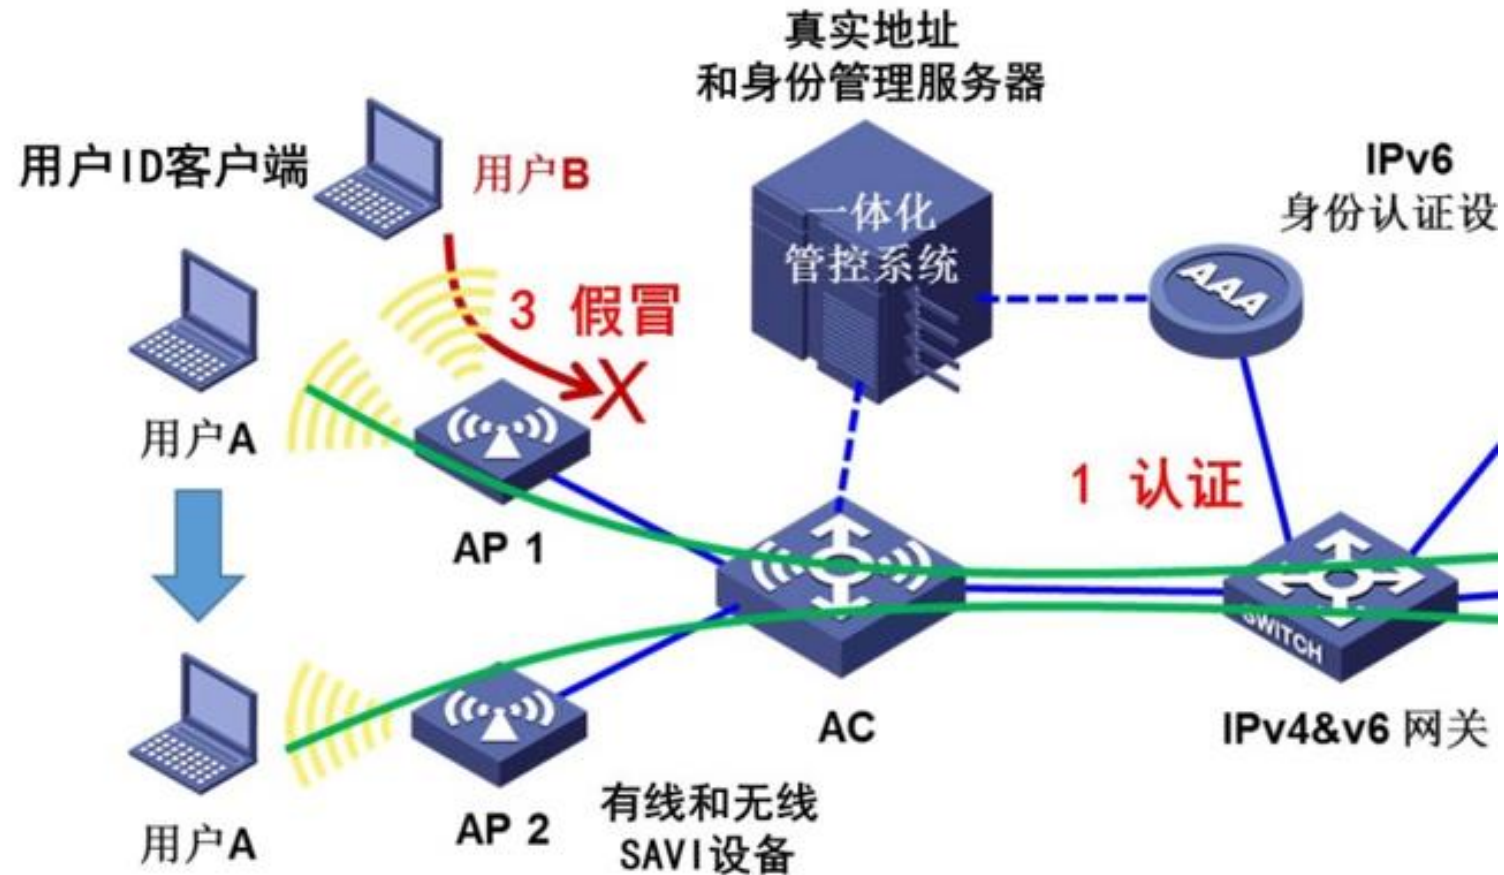 真实地址
和身份管理服务器
用户ID客户端
用户B
IPv6
身份认证设
一体化
管控系统
AAA
3 假冒
X
用户A
1 认证
AP 1
SWITCH
AC
IPv4&v6 网关
用户A
AP 2
有线和无线
SAVI设备